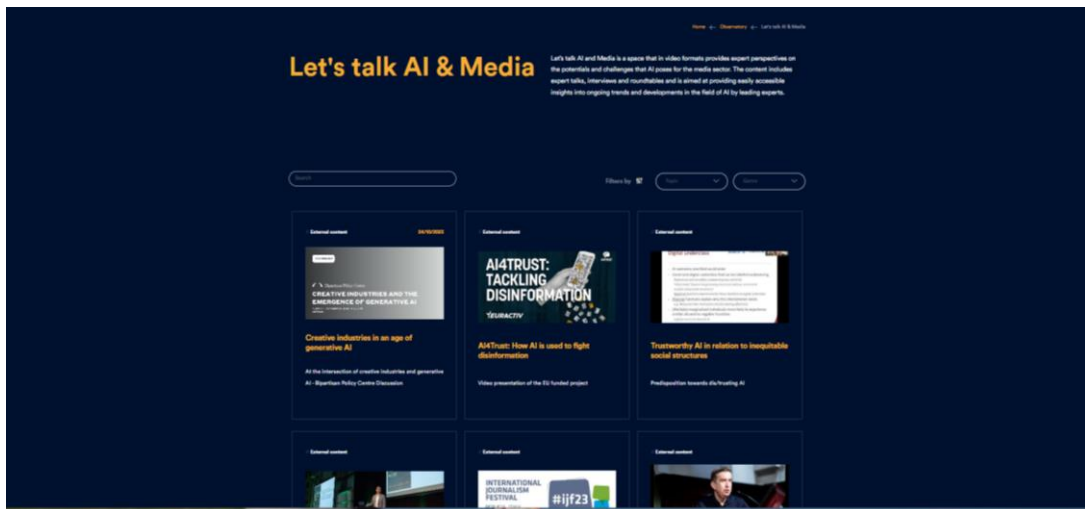 Home ← Observatory ← Let's talk AI & Media
Let's talk AI & Media
Let's talk AI and Media is a space that in video formats provides expert perspectives on
the potentials and challenges that AI poses for the media sector. The content includes
expert talks, interviews and roundtables and is aimed at providing easily accessible
insights into ongoing trends and developments in the field of AI by leading experts.
Search
Filters by
Topic
Genre
External content
Bipartisan Policy Center
CREATIVE INDUSTRIES AND THE
EMERGENCE OF GENERATIVE AI
Creative industries in an age of
generative AI
At the intersection of creative industries and generative
AI - Bipartisan Policy Centre Discussion
External content
AI4TRUST:
TACKLING
DISINFORMATION
EURACTIV
AI4Trust: How AI is used to fight
disinformation
Video presentation of the EU funded project
External content
Trustworthy AI in relation to inequitable
social structures
Predisposition towards dis/trusting AI
External content
External content
INTERNATIONAL
JOURNALISM
FESTIVAL
#ijf23
External content